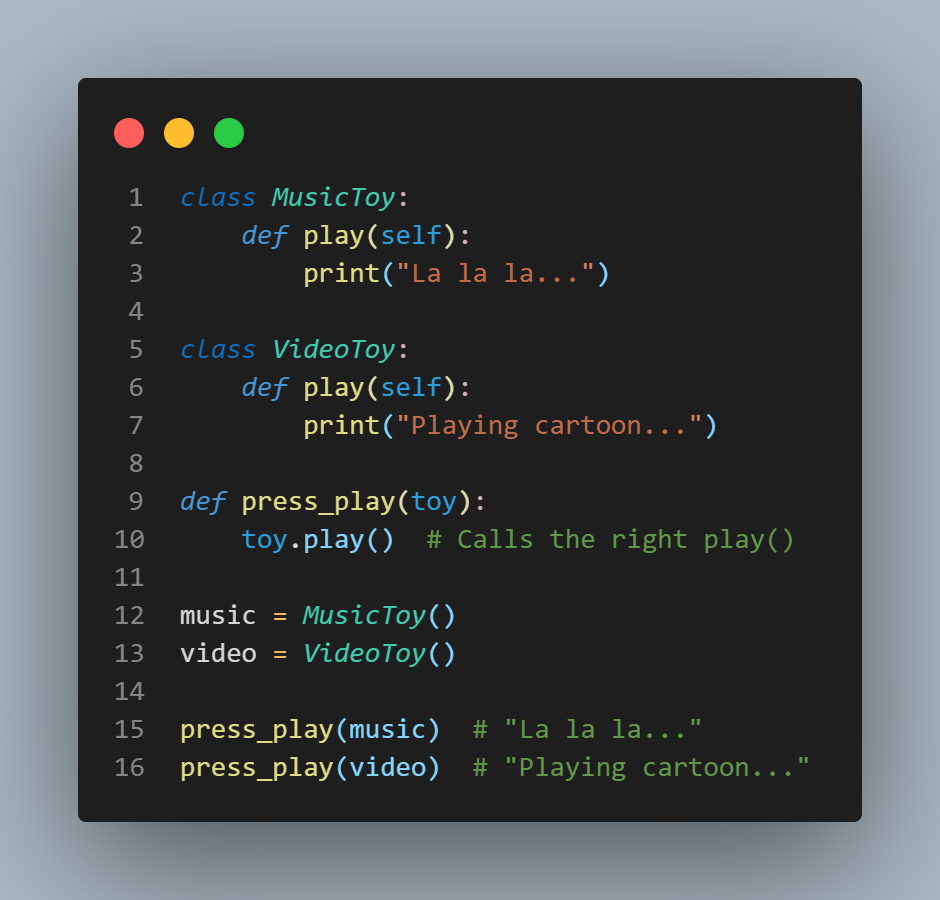 1 class MusicToy:
2     def play(self):
3         print("La la la...")
4
5 class VideoToy:
6     def play(self):
7         print("Playing cartoon...")
8
9 def press_play(toy):
10     toy.play()  # Calls the right play()
11
12 music = MusicToy()
13 video = VideoToy()
14
15 press_play(music)  # "La la la..."
16 press_play(video)  # "Playing cartoon..."